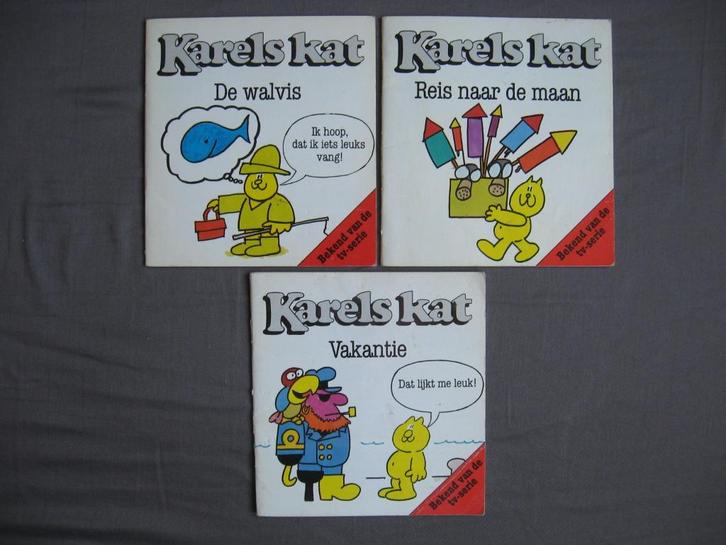 Karels kat
De walvis
Ik hoop,
dat ik iets leuks
vang!
Bekend van de
tv-serie
Karels kat
Reis naar de maan
Bekend van de
tv-serie
Karels kat
Vakantie
Dat lijkt me leuk!
Bekend van de
tv-serie